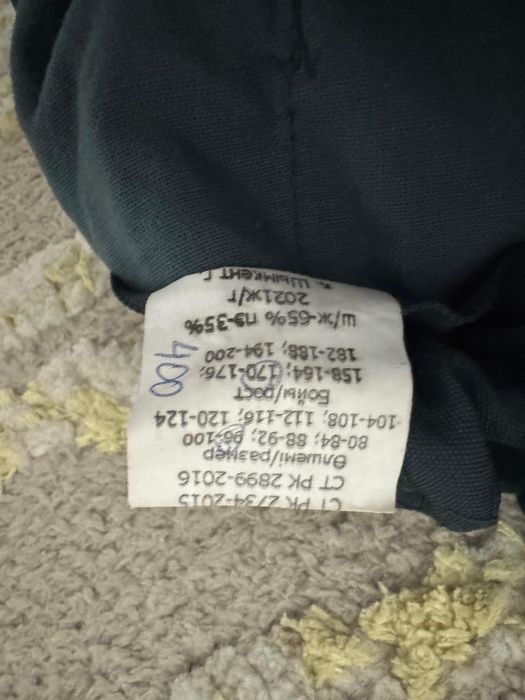 СТ РК 2734-2015
СТ РК 2899-2016
Өлшемі/размер
80-84; 88-92; 96-100
-104-108; 112-116; 120-124
Бойы/рост
158-164; 170-176;
182-188; 194-200
ш/ж-65% пэ-35%
2021ж/г
қ. Шымкент г
400